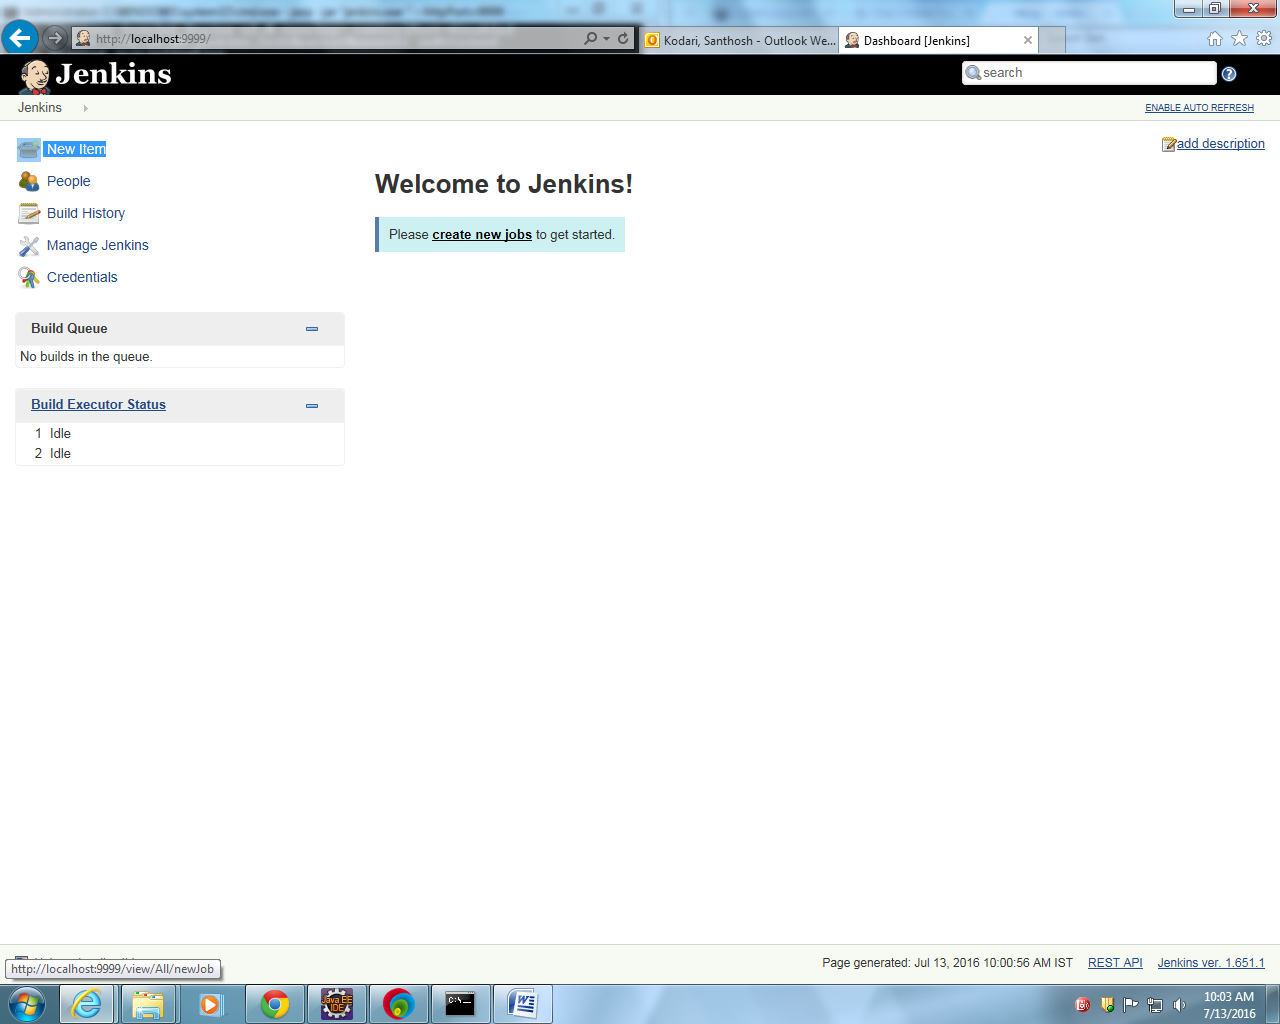 http://localhost:9999/
Kodari, Santhosh - Outlook We...
Dashboard [Jenkins]
Jenkins
search
Jenkins
ENABLE AUTO REFRESH
New Item
add description
People
Welcome to Jenkins!
Build History
Please create new jobs to get started.
Manage Jenkins
Credentials
Build Queue
No builds in the queue.
Build Executor Status
1 Idle
2 Idle
Page generated: Jul 13, 2016 10:00:56 AM IST
REST API
Jenkins ver. 1.651.1
http://localhost:9999/view/All/newJob
Java EE
IDE
C:\._
10:03 AM
7/13/2016